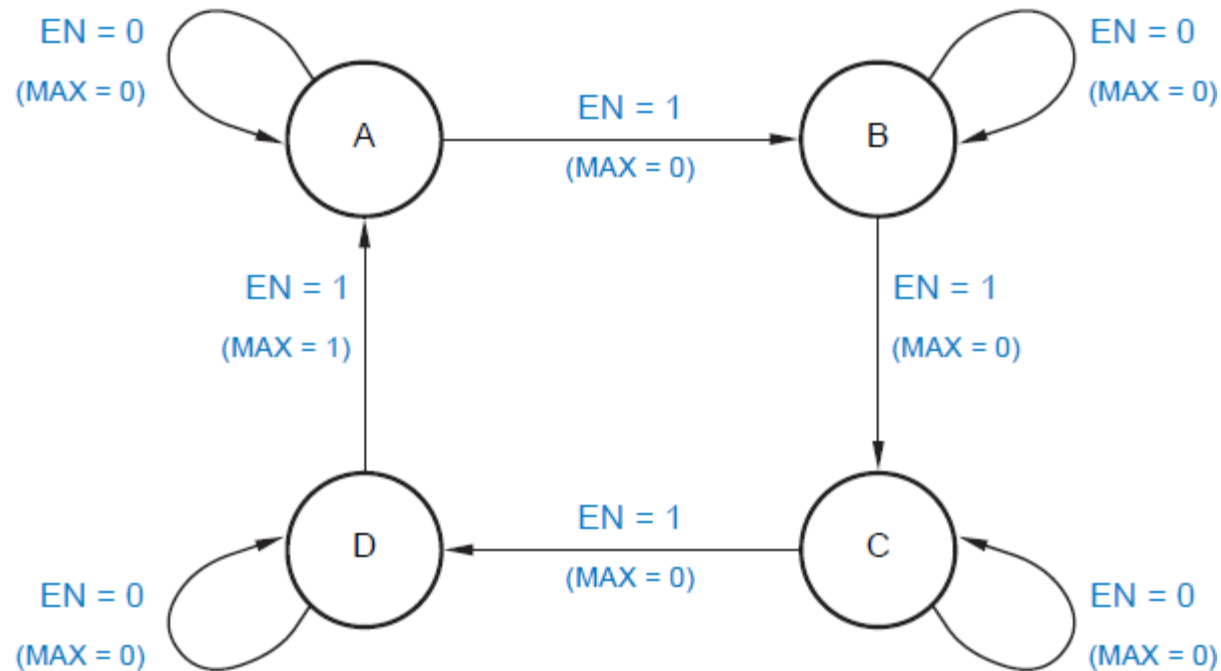 EN = 0
(MAX = 0)
A
EN = 1
(MAX = 0)
B
EN = 0
(MAX = 0)
EN = 1
(MAX = 1)
EN = 1
(MAX = 0)
EN = 0
(MAX = 0)
D
EN = 1
(MAX = 0)
C
EN = 0
(MAX = 0)